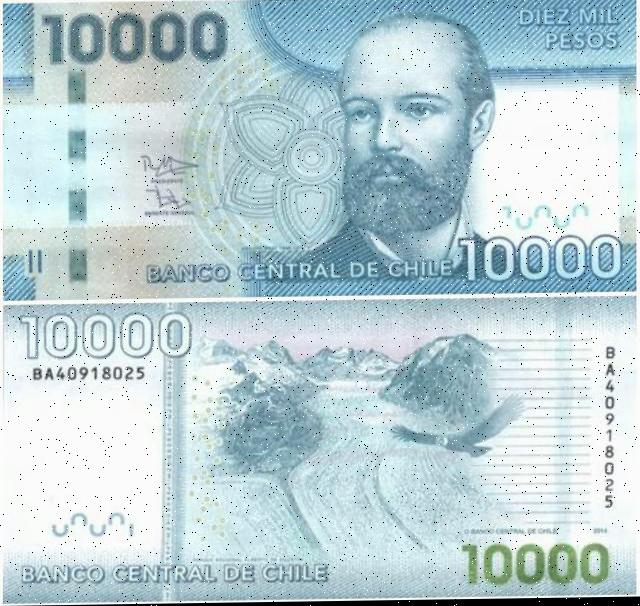 10000
DIEZ MIL
PESOS
BANCO CENTRAL DE CHILE
10000
10000
BA40918025
BA40918025
© BANCO CENTRAL DE CHILE
BANCO CENTRAL DE CHILE
10000